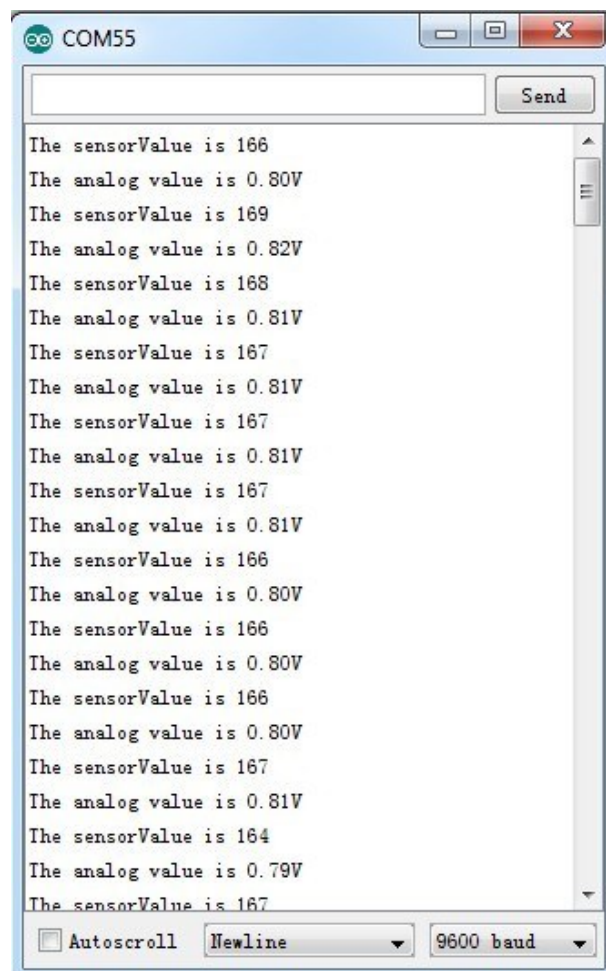 COM55
Send
The sensorValue is 166
The analog value is 0.80V
The sensorValue is 169
The analog value is 0.82V
The sensorValue is 168
The analog value is 0.81V
The sensorValue is 167
The analog value is 0.81V
The sensorValue is 167
The analog value is 0.81V
The sensorValue is 167
The analog value is 0.81V
The sensorValue is 166
The analog value is 0.80V
The sensorValue is 166
The analog value is 0.80V
The sensorValue is 166
The analog value is 0.80V
The sensorValue is 167
The analog value is 0.81V
The sensorValue is 164
The analog value is 0.79V
The sensorValue is 167
Autoscroll Newline 9600 baud